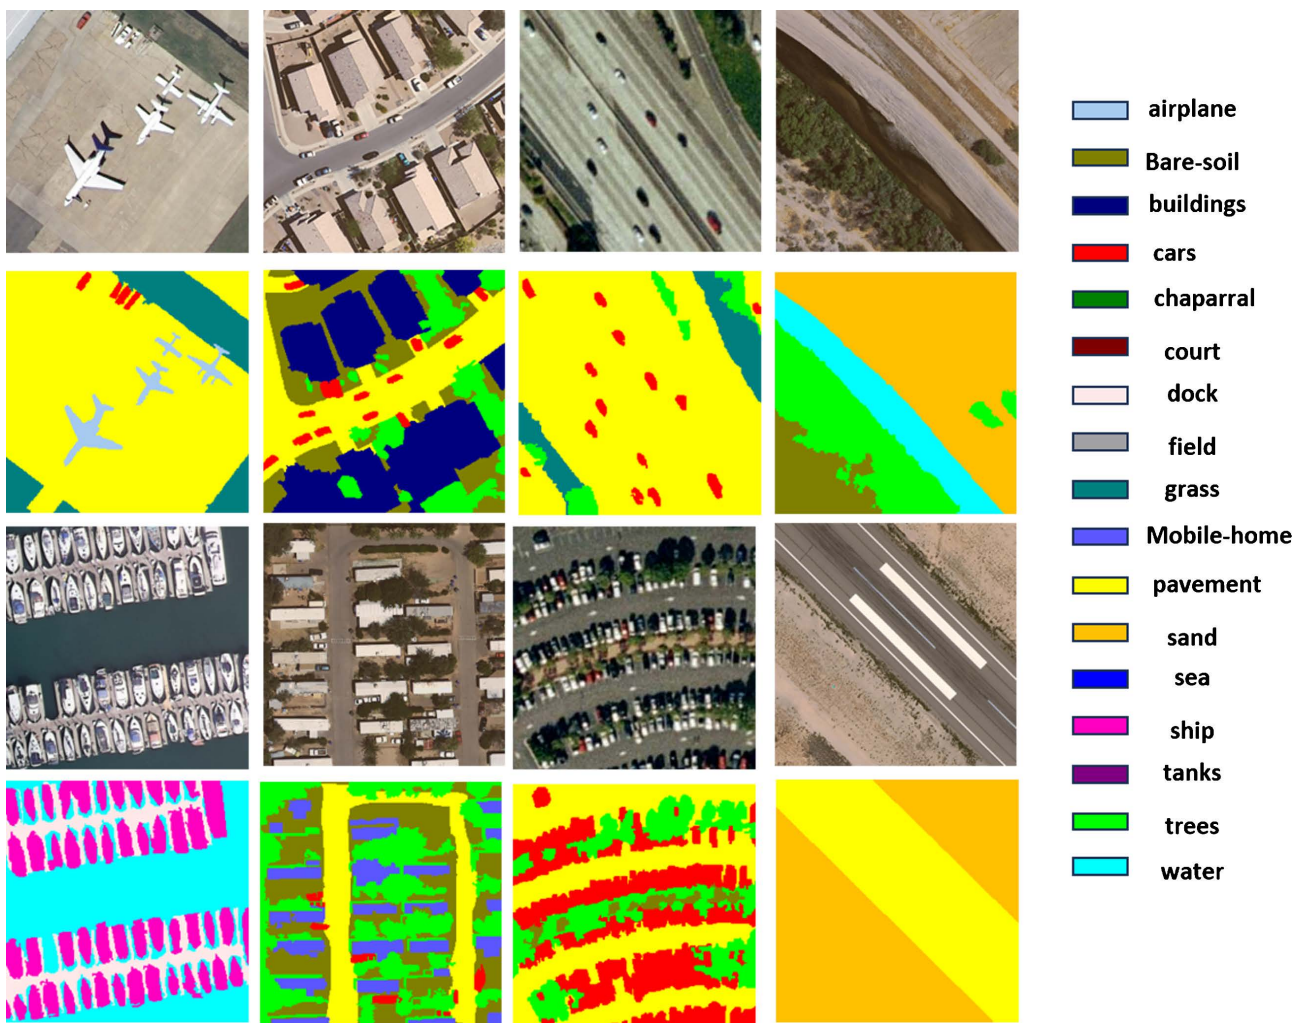 airplane
Bare-soil
buildings
cars
chaparral
court
dock
field
grass
Mobile-home
pavement
sand
sea
ship
tanks
trees
water